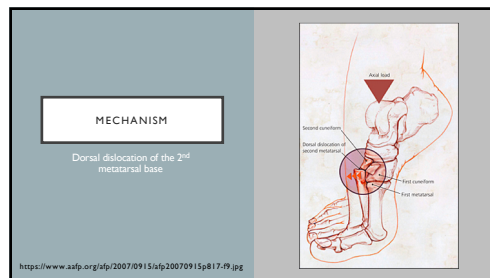 MECHANISM
Dorsal dislocation of the 2nd
metatarsal base
https://www.aafp.org/afp/2007/0915/afp20070915p817-f9.jpg
Axial load
Second cuneiform
Dorsal dislocation of
second metatarsal
First cuneiform
First metatarsal